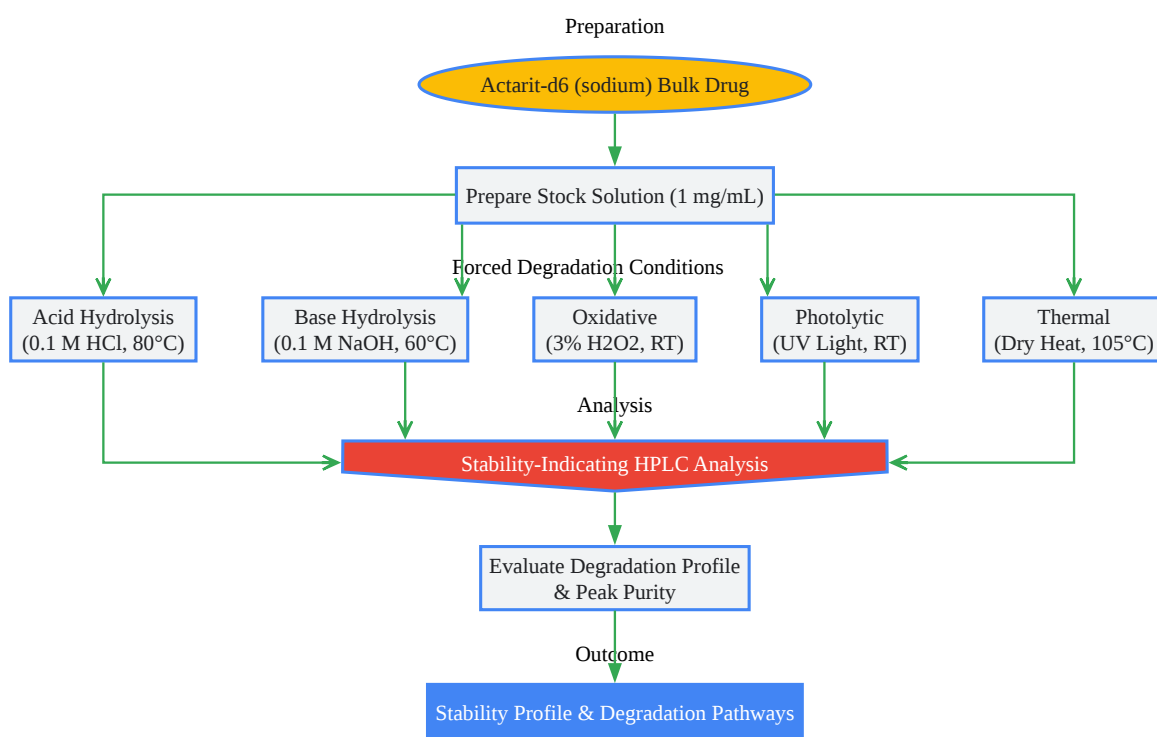 Preparation
Actarit-d6 (sodium) Bulk Drug
Prepare Stock Solution (1 mg/mL)
Forced Degradation Conditions
Acid Hydrolysis
(0.1 M HCl, 80°C)
Base Hydrolysis
(0.1 M NaOH, 60°C)
Oxidative
(3% H2O2, RT)
Photolytic
(UV Light, RT)
Thermal
(Dry Heat, 105°C)
Analysis
Stability-Indicating HPLC Analysis
Evaluate Degradation Profile
& Peak Purity
Outcome
Stability Profile & Degradation Pathways